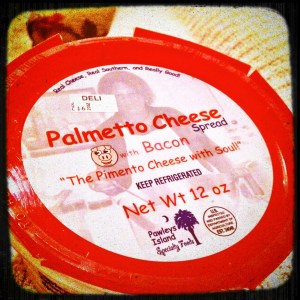 Real Cheese, Real Southern, and Really Good!
DELI
Palmetto Cheese
Spread
with Bacon
"The Pimento Cheese with Soul"
KEEP REFRIGERATED
Net Wt 12 oz
Pawleys
Island
Specialty Foods